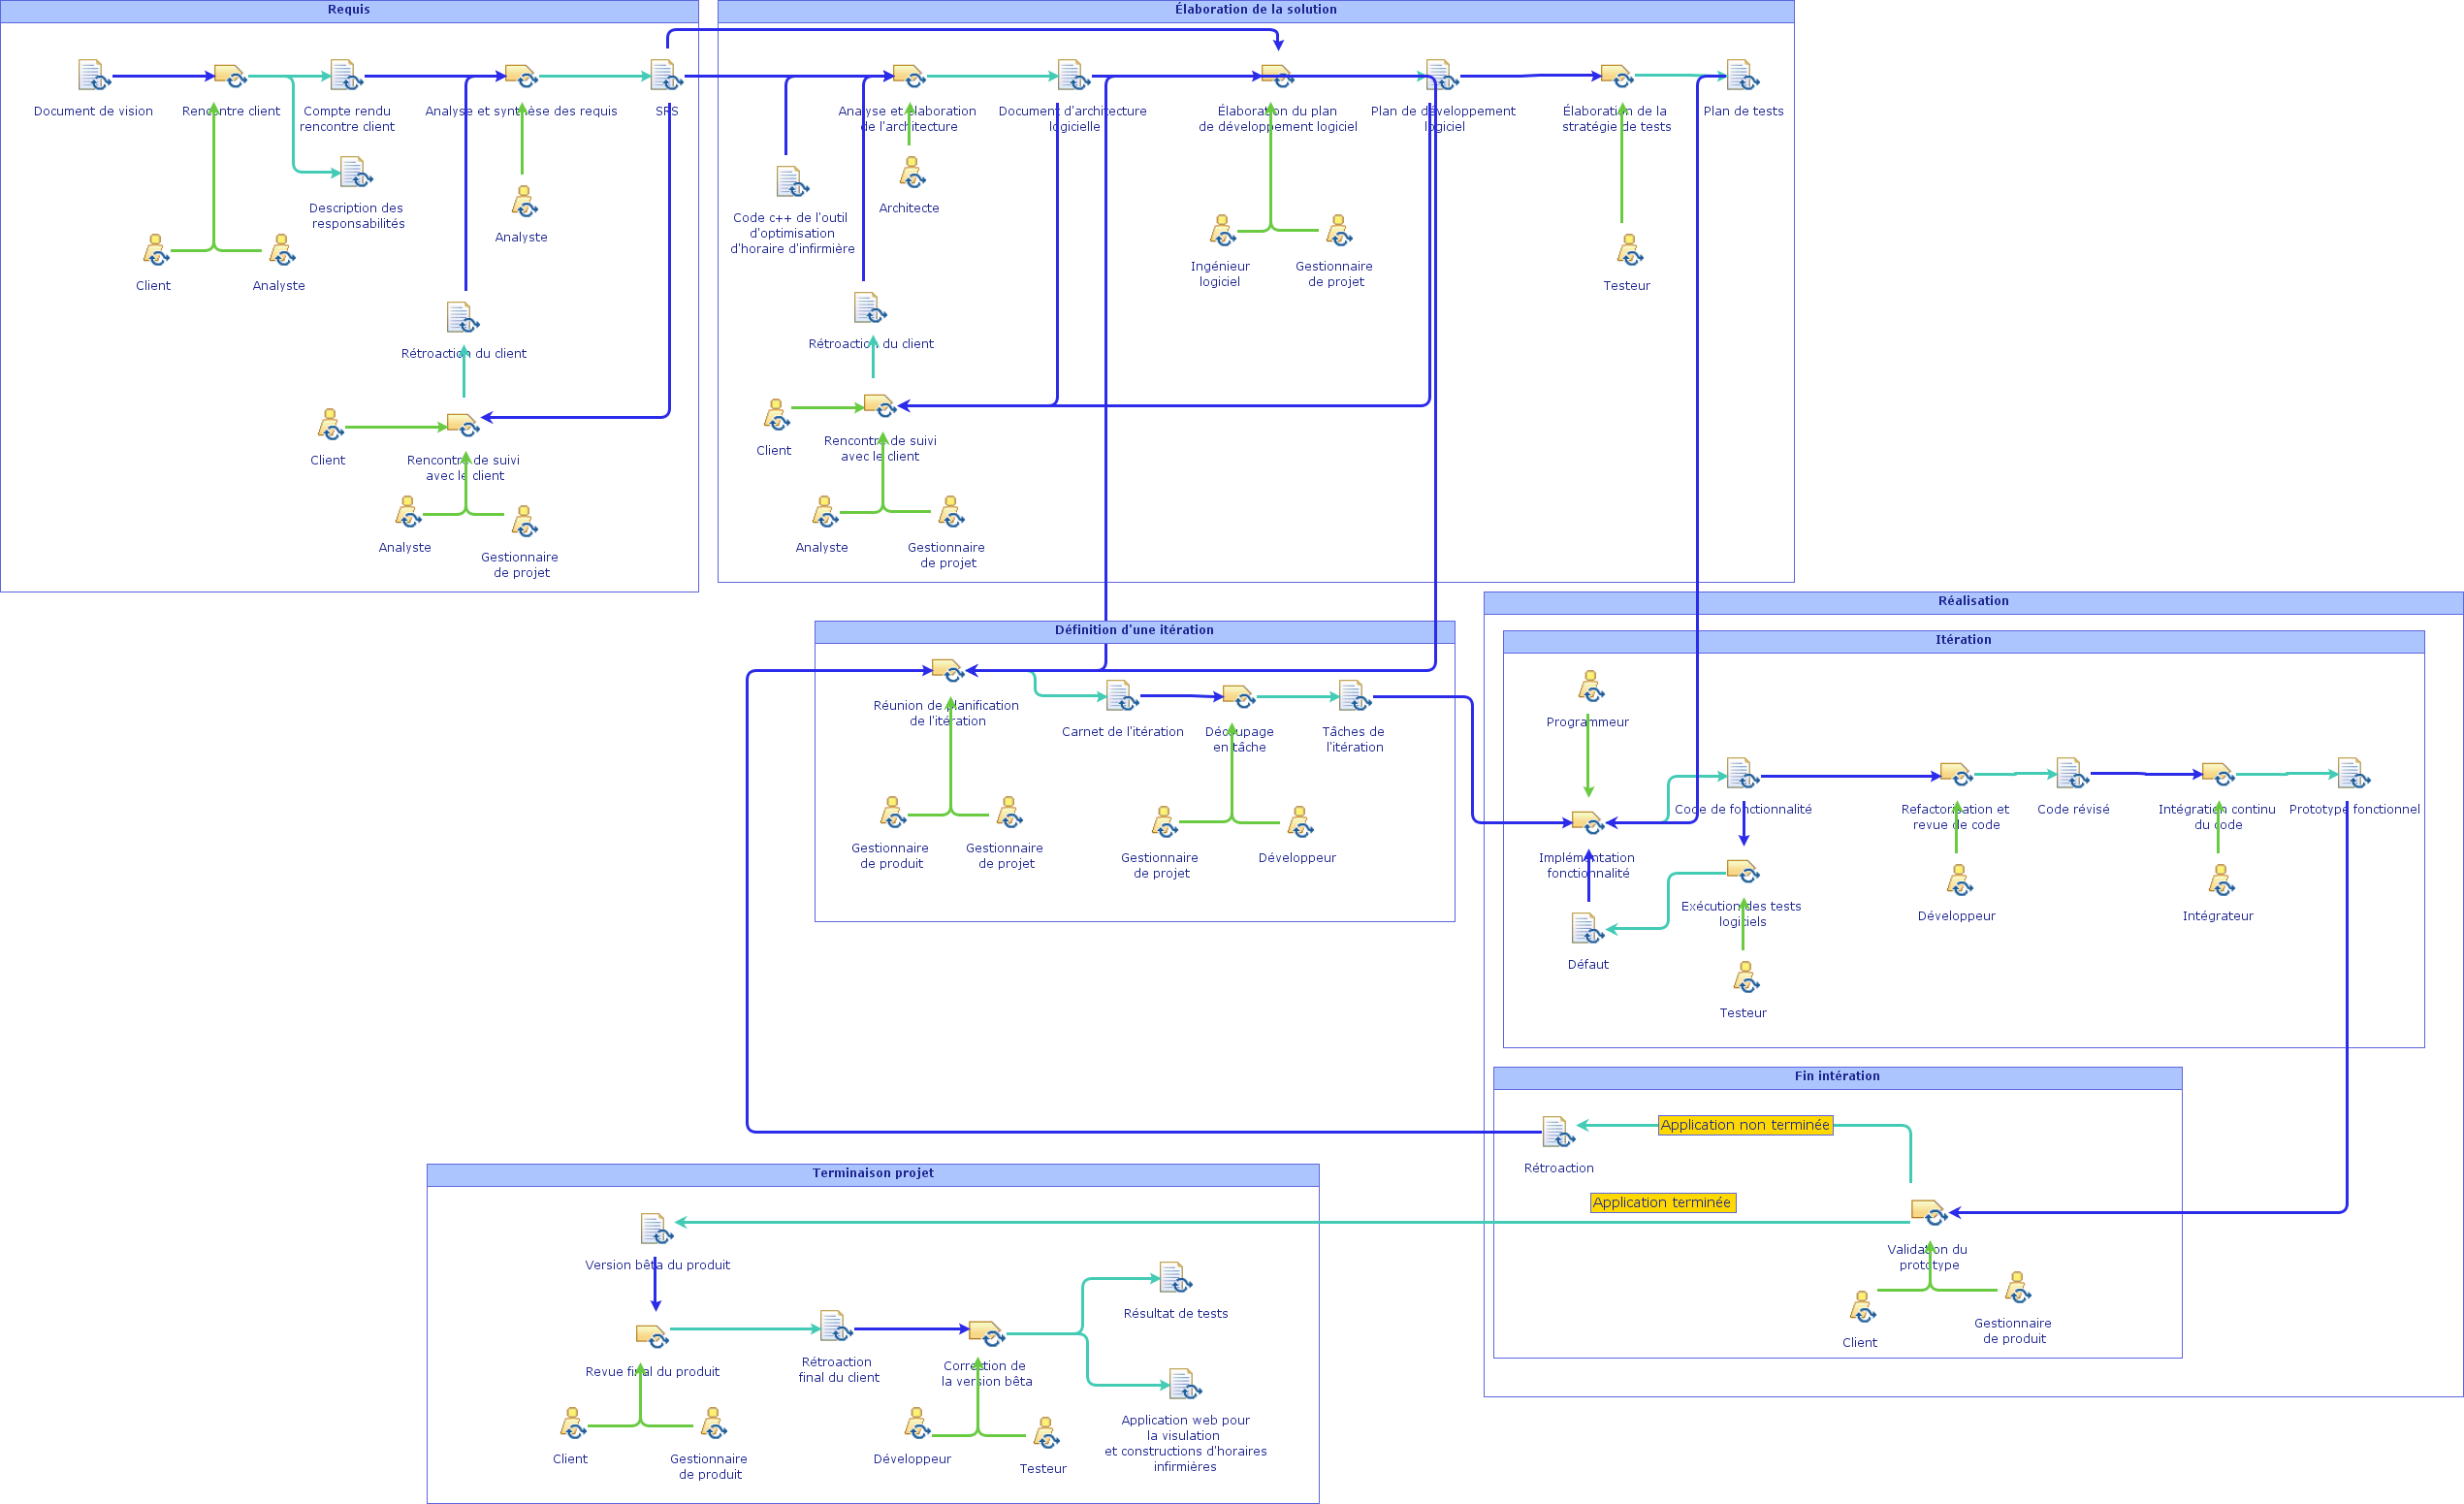 Requis
Document de vision
Rencontre client
Compte rendu
rencontre client
Analyse et synthèse des requis
SRS
Description des
responsabilités
Client
Analyste
Analyste
Rétroaction du client
Client
Rencontre de suivi
avec le client
Analyste
Gestionnaire
de projet
Élaboration de la solution
Analyse et élaboration
de l'architecture
Document d'architecture
logicielle
Élaboration du plan
de développement logiciel
Plan de développement
logiciel
Élaboration de la
stratégie de tests
Plan de tests
Code c++ de l'outil
d'optimisation
d'horaire d'infirmière
Architecte
Ingénieur
logiciel
Gestionnaire
de projet
Testeur
Rétroaction du client
Client
Rencontre de suivi
avec le client
Analyste
Gestionnaire
de projet
Définition d'une itération
Réunion de planification
de l'itération
Carnet de l'itération
Découpage
en tâche
Tâches de
l'itération
Gestionnaire
de produit
Gestionnaire
de projet
Gestionnaire
de projet
Développeur
Réalisation
Itération
Programmeur
Implémentation
fonctionnalité
Code de fonctionnalité
Refactorisation et
revue de code
Code révisé
Intégration continu
du code
Prototype fonctionnel
Exécution des tests
logiciels
Développeur
Intégrateur
Défaut
Testeur
Fin intération
Application non terminée
Rétroaction
Application terminée
Validation du
prototype
Client
Gestionnaire
de produit
Terminaison projet
Version bêta du produit
Revue final du produit
Rétroaction
final du client
Correction de
la version bêta
Résultat de tests
Application web pour
la visulation
et constructions d'horaires
infirmières
Client
Gestionnaire
de produit
Développeur
Testeur